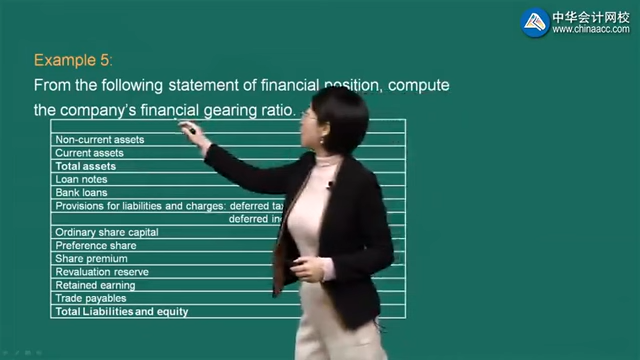 中华会计网校
www.chinaacc.com
Example 5:
From the following statement of financial position, compute
the company's financial gearing ratio.
Non-current assets
Current assets
Total assets
Loan notes
Bank loans
Provisions for liabilities and charges: deferred
deferred
Ordinary share capital
Preference share
Share premium
Revaluation reserve
Retained earning
Trade payables
Total Liabilities and equity